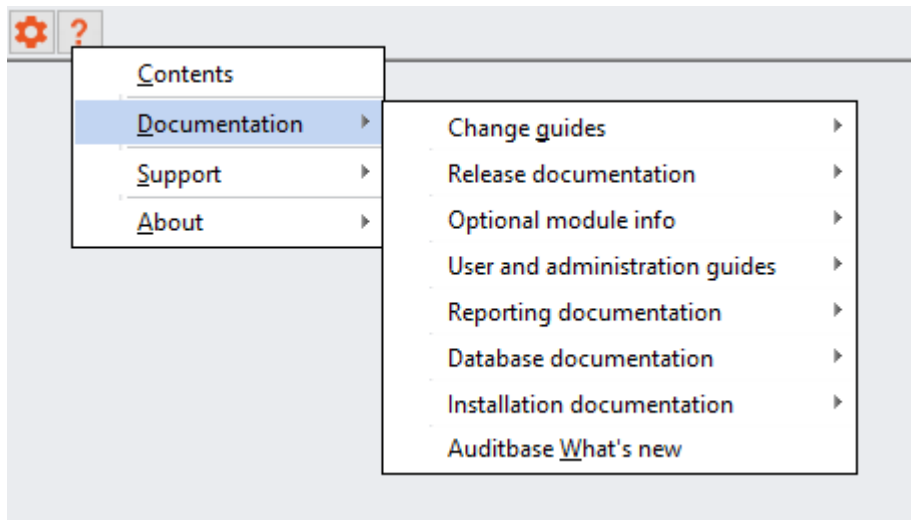 ?
Contents
Documentation
Support
About
Change guides
Release documentation
Optional module info
User and administration guides
Reporting documentation
Database documentation
Installation documentation
Auditbase What's new